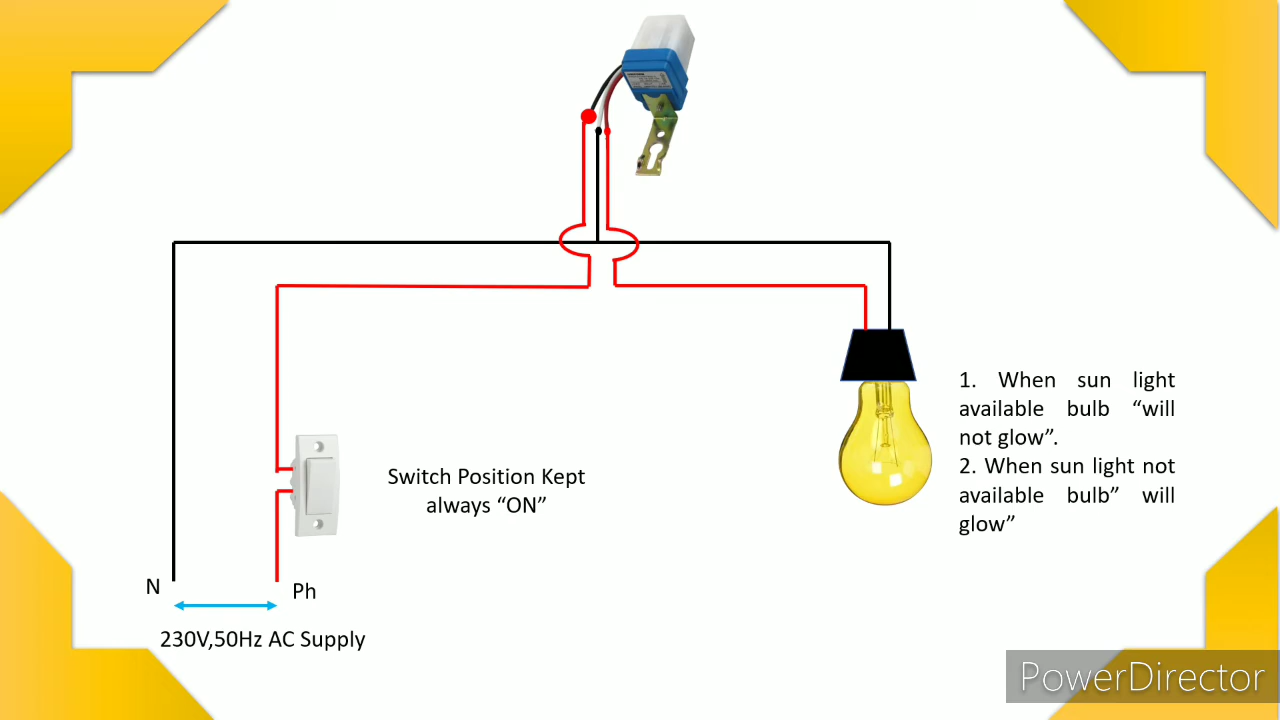 Switch Position Kept
always “ON”
1. When sun light
available bulb “will
not glow”.
2. When sun light not
available bulb” will
glow”
N
Ph
230V,50Hz AC Supply
PowerDirector